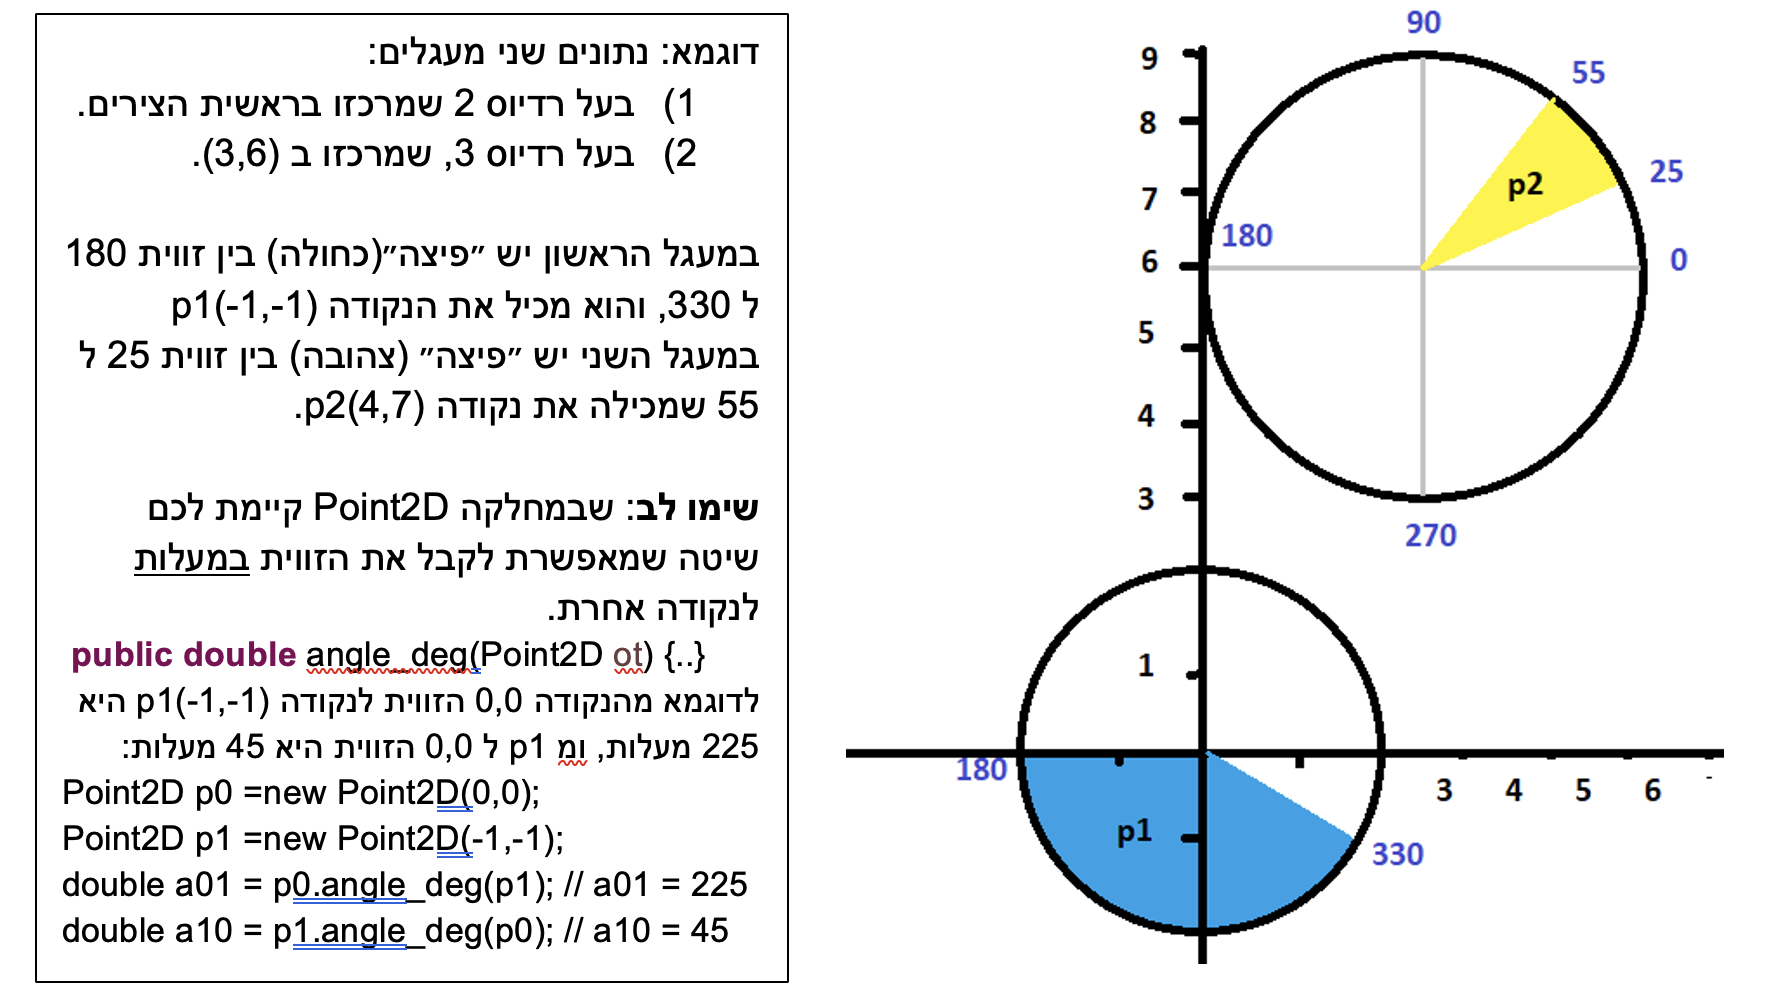 דוגמא: נתונים שני מעגלים:
1) בעל רדיוס 2 שמרכזו בראשית הצירים.
2) בעל רדיוס 3, שמרכזו ב (3,6).
במעגל הראשון יש ״פיצה״(כחולה) בין זווית 180
ל 330, והוא מכיל את הנקודה p1(-1,-1)
במעגל השני יש ״פיצה״ (צהובה) בין זווית 25 ל
55 שמכילה את נקודה p2(4,7).
שימו לב: שבמחלקה Point2D קיימת לכם
שיטה שמאפשרת לקבל את הזווית במעלות
לנקודה אחרת.
public double angle_deg(Point2D ot) {..}
לדוגמא מהנקודה 0,0 הזווית לנקודה p1(-1,-1) היא
225 מעלות, ומ p1 ל 0,0 הזווית היא 45 מעלות:
Point2D p0 =new Point2D(0,0);
Point2D p1 =new Point2D(-1,-1);
double a01 = p0.angle_deg(p1); // a01 = 225
double a10 = p1.angle_deg(p0); // a10 = 45
90
9
55
8
25
p2
7
180
0
6
5
4
3
270
1
180
3 4 5 6 -
p1
330